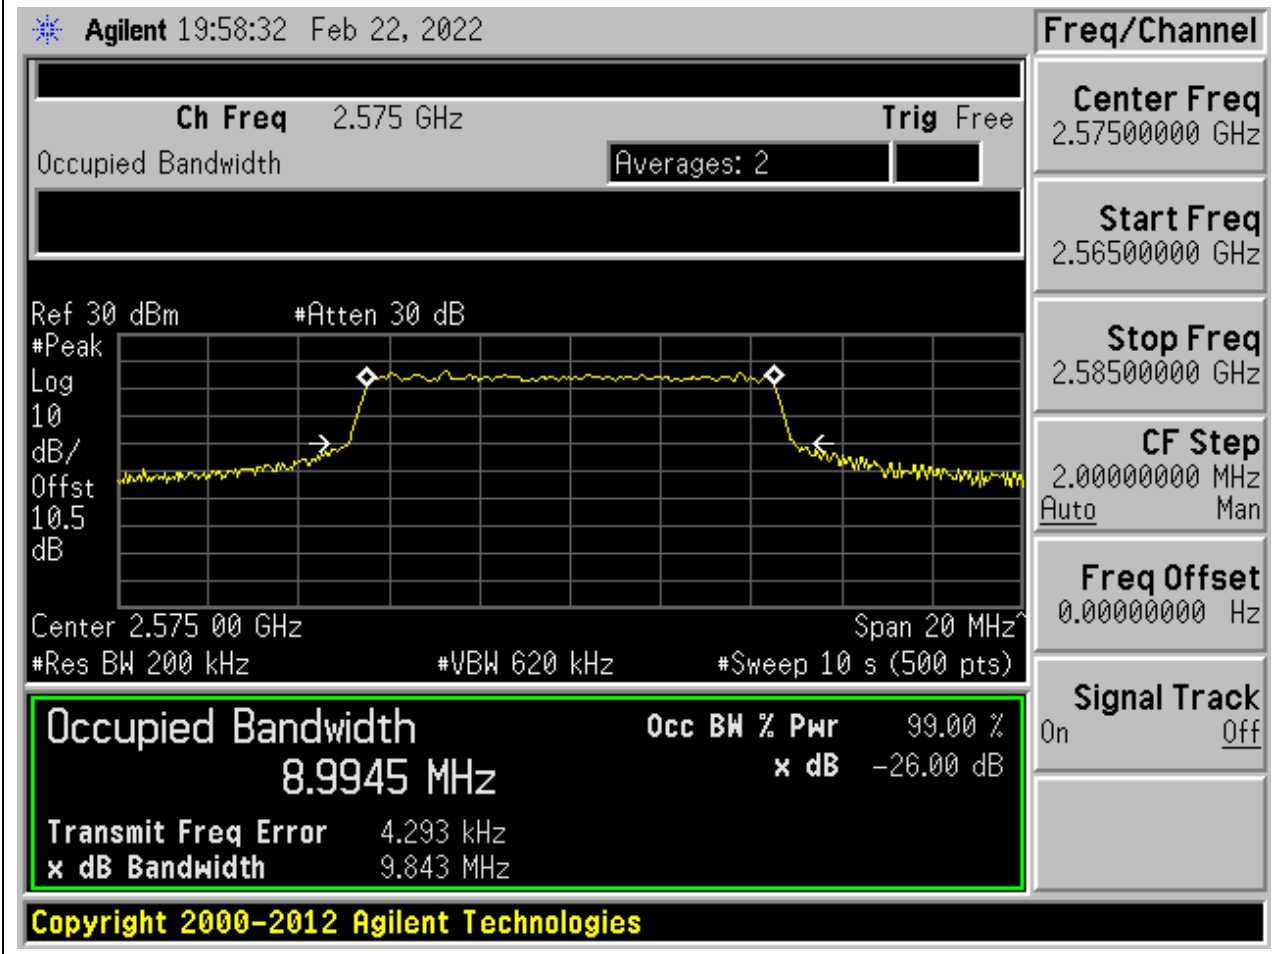 Agilent 19:58:32 Feb 22, 2022
Freq/Channel
Ch Freq 2.575 GHz Trig Free
Occupied Bandwidth Averages: 2
Center Freq
2.57500000 GHz
Start Freq
2.56500000 GHz
Stop Freq
2.58500000 GHz
CF Step
2.00000000 MHz
Auto Man
Freq Offset
0.00000000 Hz
Signal Track
On Off
Ref 30 dBm #Atten 30 dB
#Peak
Log
10
dB/
Offst
10.5
dB
Center 2.575 00 GHz Span 20 MHz^
#Res BW 200 kHz #VBW 620 kHz #Sweep 10 s (500 pts)
Occupied Bandwidth
8.9945 MHz
Occ BW % Pwr 99.00 %
x dB -26.00 dB
Transmit Freq Error 4.293 kHz
x dB Bandwidth 9.843 MHz
Copyright 2000-2012 Agilent Technologies